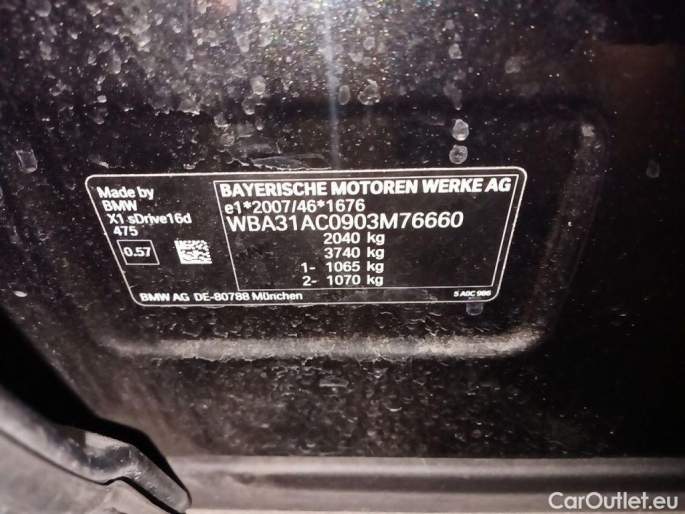 Made by
BMW
X1 sDrive16d
475
0.57
BAYERISCHE MOTOREN WERKE AG
e1*2007/46*1676
WBA31AC0903M76660
2040 kg
3740 kg
1- 1065 kg
2- 1070 kg
BMW AG DE-80788 München
5 A0C 986
CarOutlet.eu